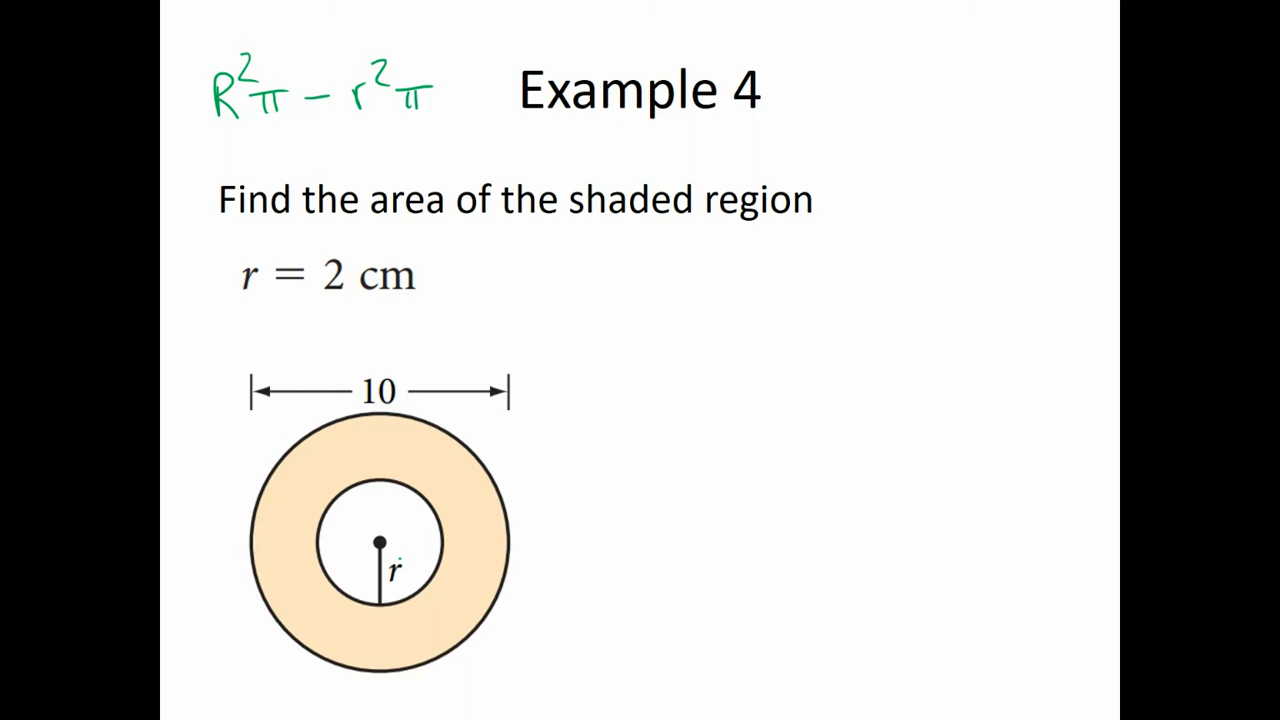 R²π − r²π
Example 4
Find the area of the shaded region
r = 2 cm
10
r